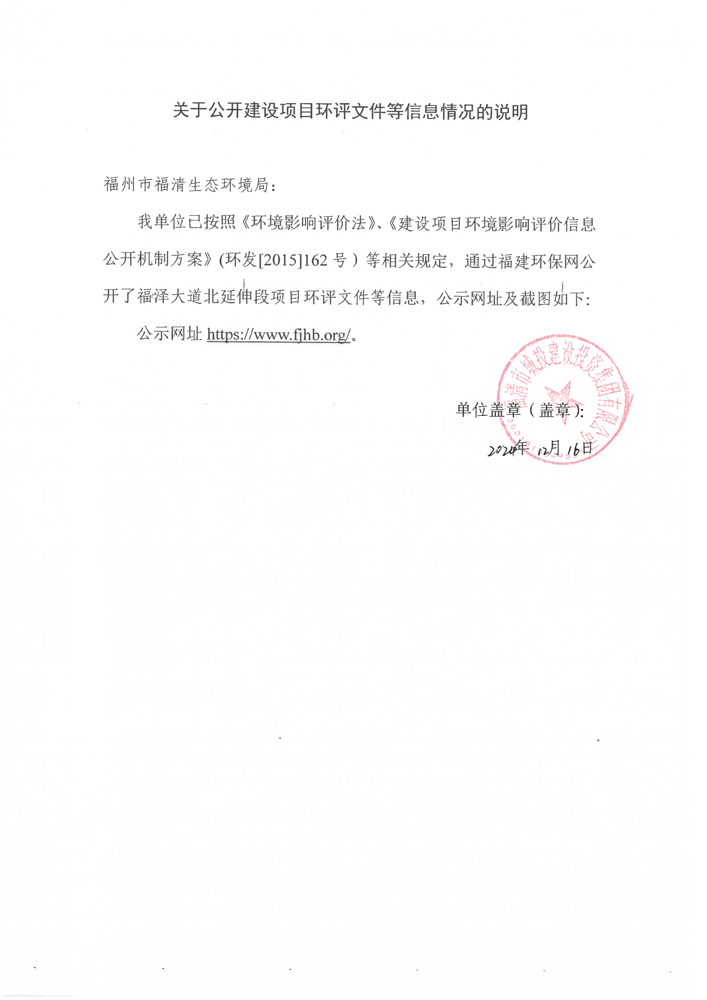 关于公开建设项目环评文件等信息情况的说明
福州市福清生态环境局：
我单位已按照《环境影响评价法》、《建设项目环境影响评价信息
公开机制方案》(环发[2015]162 号）等相关规定，通过福建环保网公
开了福泽大道北延伸段项目环评文件等信息，公示网址及截图如下：
公示网址 https://www.fjhb.org/。
福清市城投建设投资集团有限公司
单位盖章（盖章）：
2024年 12月 16日